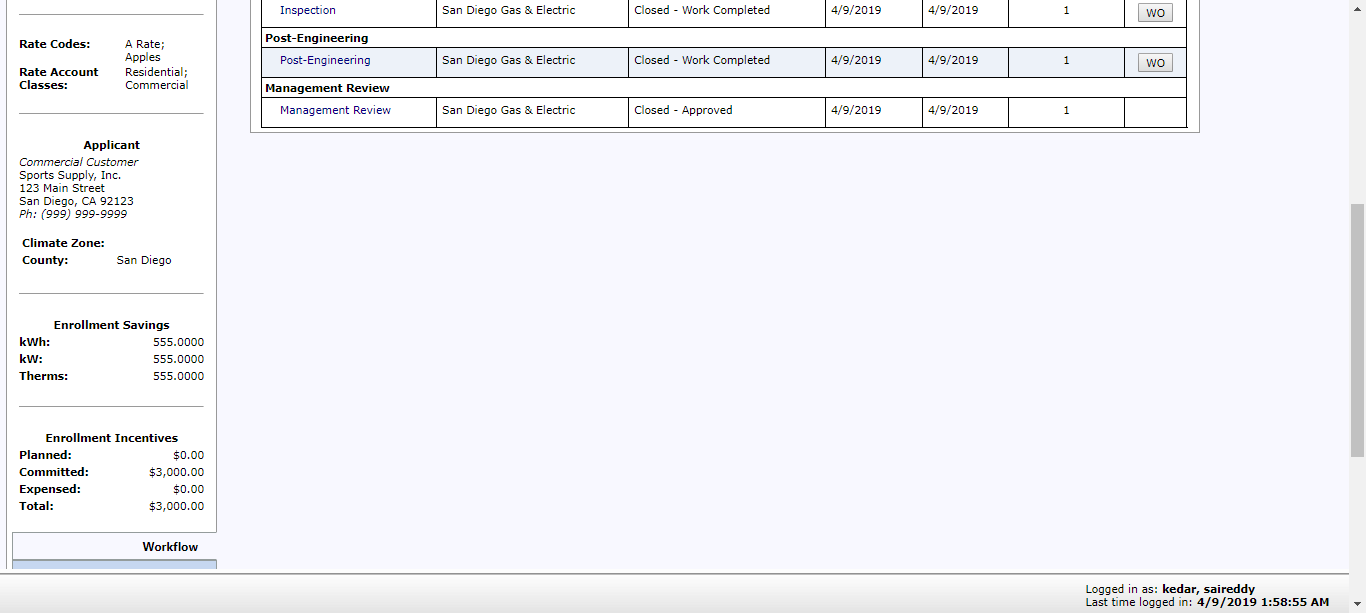 Rate Codes: A Rate;
Apples
Rate Account Residential;
Classes: Commercial
Applicant
Commercial Customer
Sports Supply, Inc.
123 Main Street
San Diego, CA 92123
Ph: (999) 999-9999
Climate Zone:
County: San Diego
Enrollment Savings
kWh: 555.0000
kW: 555.0000
Therms: 555.0000
Enrollment Incentives
Planned: $0.00
Committed: $3,000.00
Expensed: $0.00
Total: $3,000.00
Workflow
Inspection San Diego Gas & Electric Closed - Work Completed 4/9/2019 4/9/2019 1 WO
Post-Engineering
Post-Engineering San Diego Gas & Electric Closed - Work Completed 4/9/2019 4/9/2019 1 WO
Management Review
Management Review San Diego Gas & Electric Closed - Approved 4/9/2019 4/9/2019 1
Logged in as: kedar, saireddy
Last time logged in: 4/9/2019 1:58:55 AM